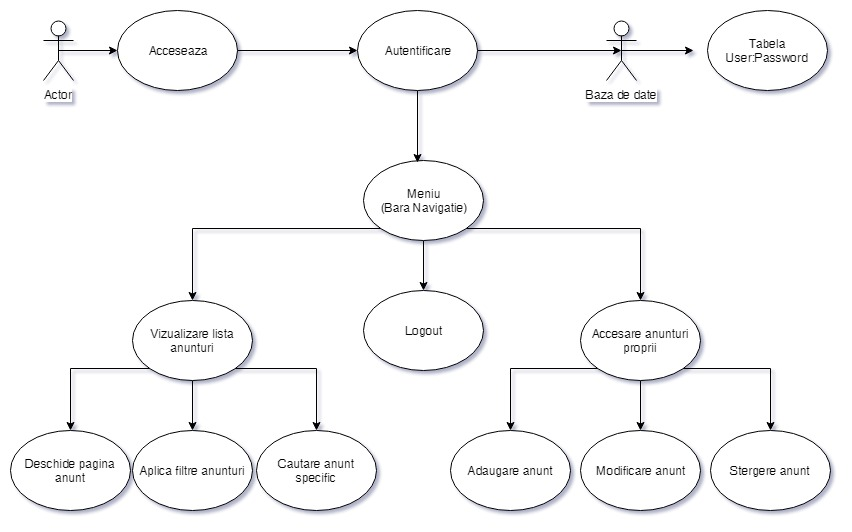 Acceseaza
Autentificare
Tabela
User:Password
Actor
Baza de date
Meniu
(Bara Navigatie)
Vizualizare lista
anunturi
Logout
Accesare anunturi
proprii
Deschide pagina
anunt
Aplica filtre anunturi
Cautare anunt
specific
Adaugare anunt
Modificare anunt
Stergere anunt